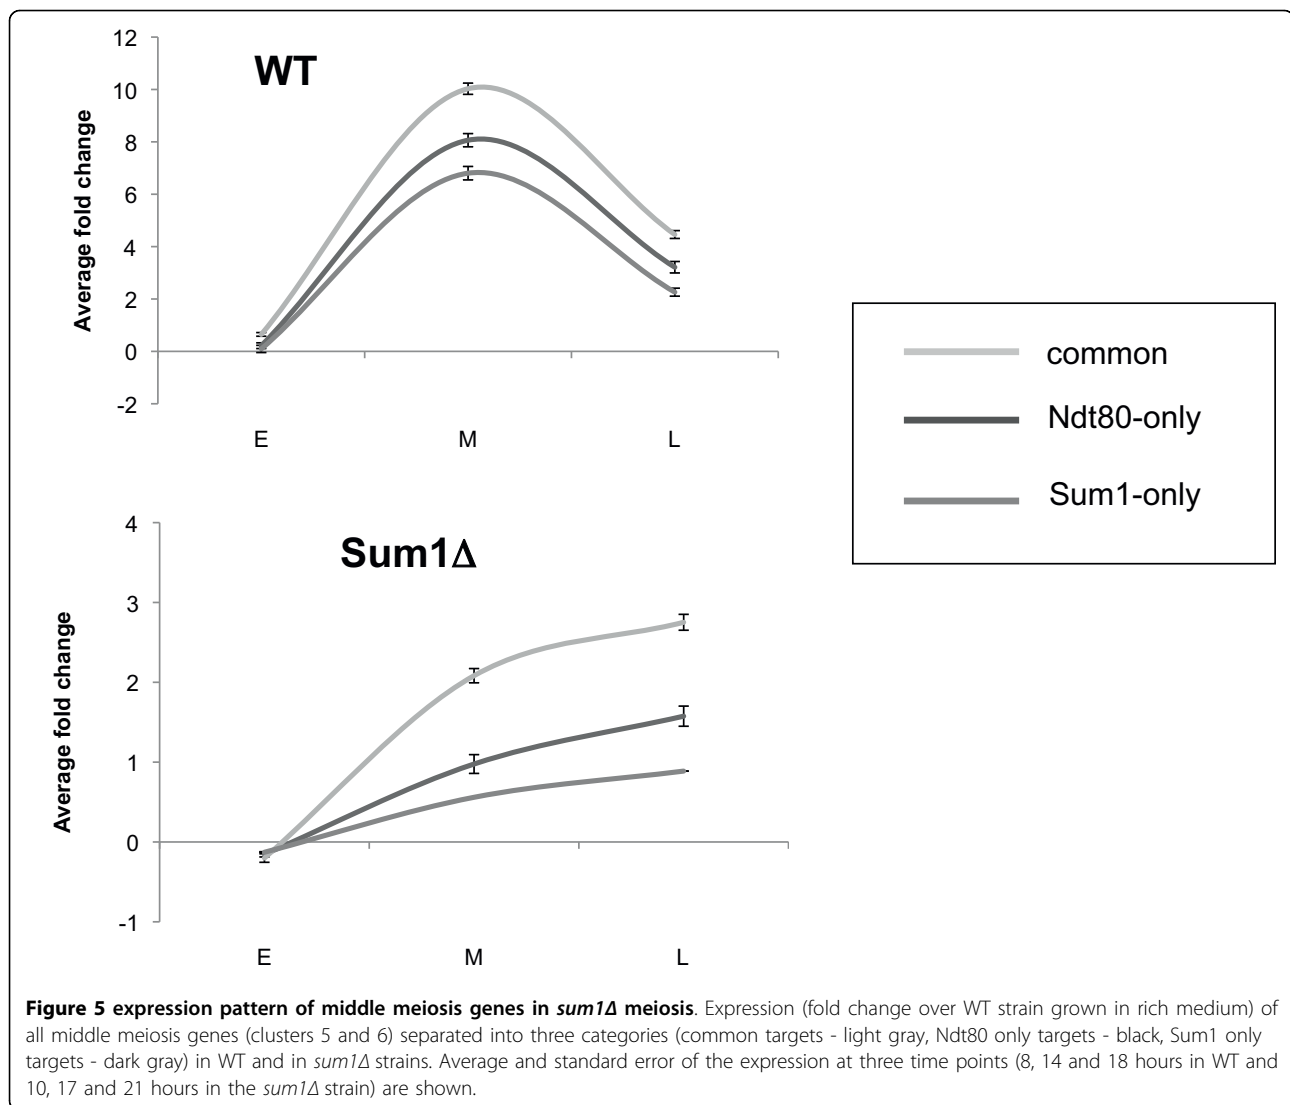 WT
Average fold change
12
10
8
6
4
2
0
-2
E M L
common
Ndt80-only
Sum1-only
Sum1Δ
Average fold change
4
3
2
1
0
-1
E M L
Figure 5 expression pattern of middle meiosis genes in sum1Δ meiosis. Expression (fold change over WT strain grown in rich medium) of
all middle meiosis genes (clusters 5 and 6) separated into three categories (common targets - light gray, Ndt80 only targets - black, Sum1 only
targets - dark gray) in WT and in sum1Δ strains. Average and standard error of the expression at three time points (8, 14 and 18 hours in WT and
10, 17 and 21 hours in the sum1Δ strain) are shown.